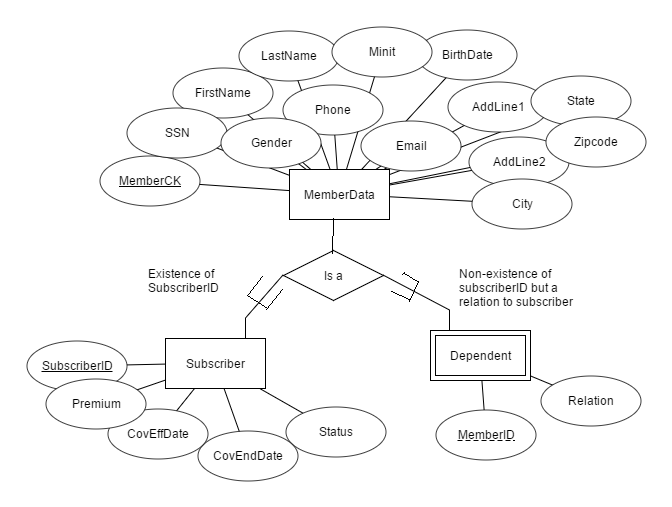 LastName
Minit
BirthDate
FirstName
Phone
AddLine1
State
SSN
Gender
Email
Zipcode
AddLine2
MemberCK
MemberData
City
Is a
Existence of
SubscriberID
Non-existence of
subscriberID but a
relation to subscriber
Subscriber
Dependent
SubscriberID
Premium
CovEffDate
CovEndDate
Status
MemberID
Relation